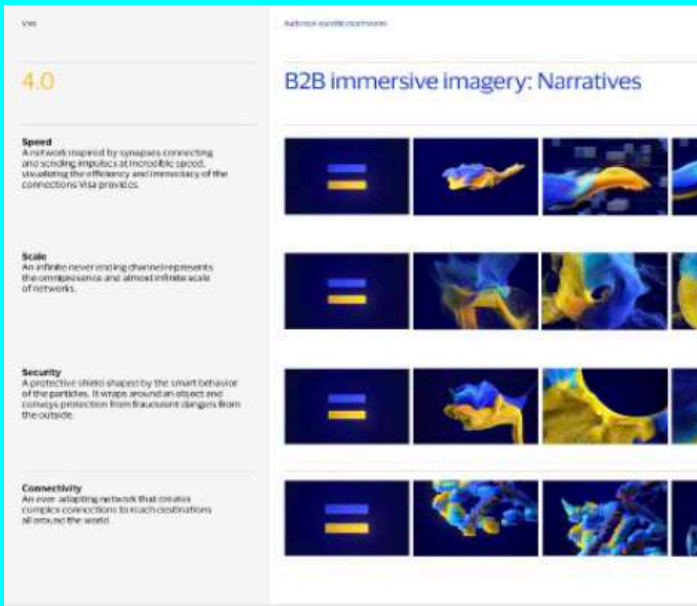 Visa
Audience-specific expressions
4.0
B2B immersive imagery: Narratives
Speed
A network inspired by synapses connecting
and sending impulses at incredible speed,
visualizing the efficiency and immediacy of the
connections Visa provides.
Scale
An infinite never ending channel represents
the omnipresence and almost infinite scale
of networks.
Security
A protective shield shaped by the smart behavior
of the particles. It wraps around an object and
conveys protection from fraudulent dangers from
the outside.
Connectivity
An ever adapting network that creates
complex connections to reach destinations
all around the world.